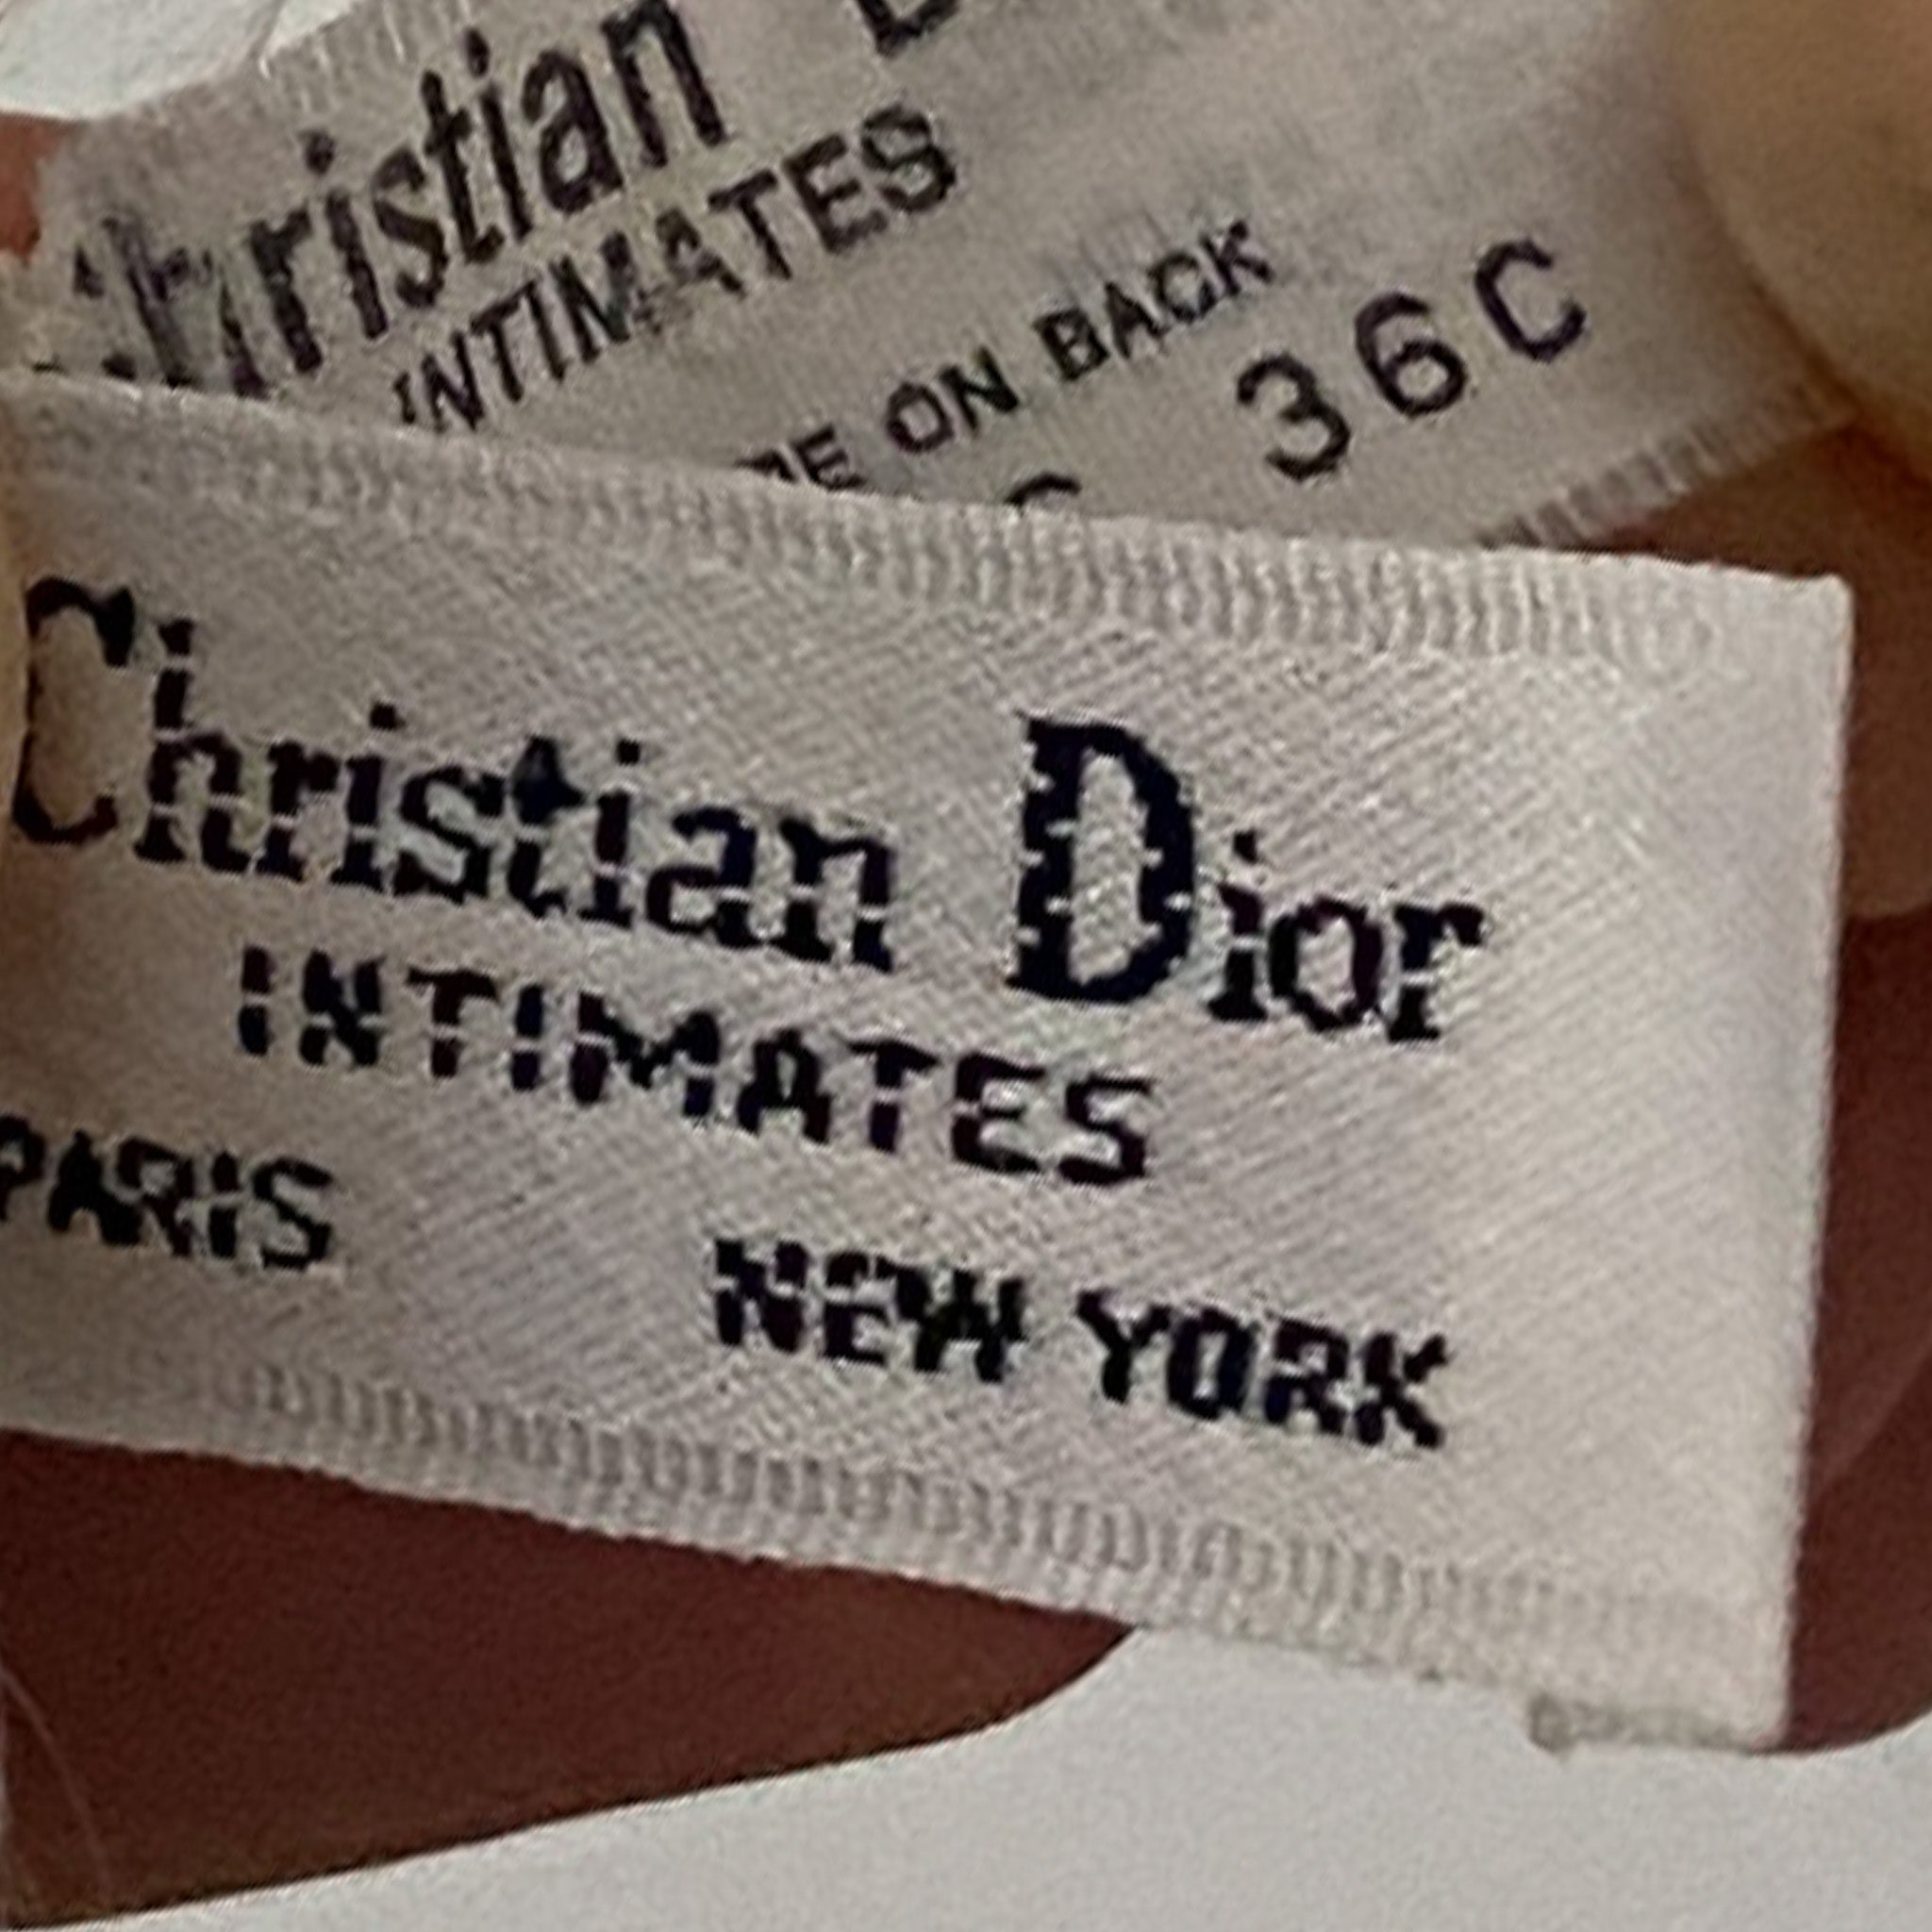 Christian
INTIMATES
ON BACK
36C
Christian Dior
INTIMATES
PARIS NEW YORK